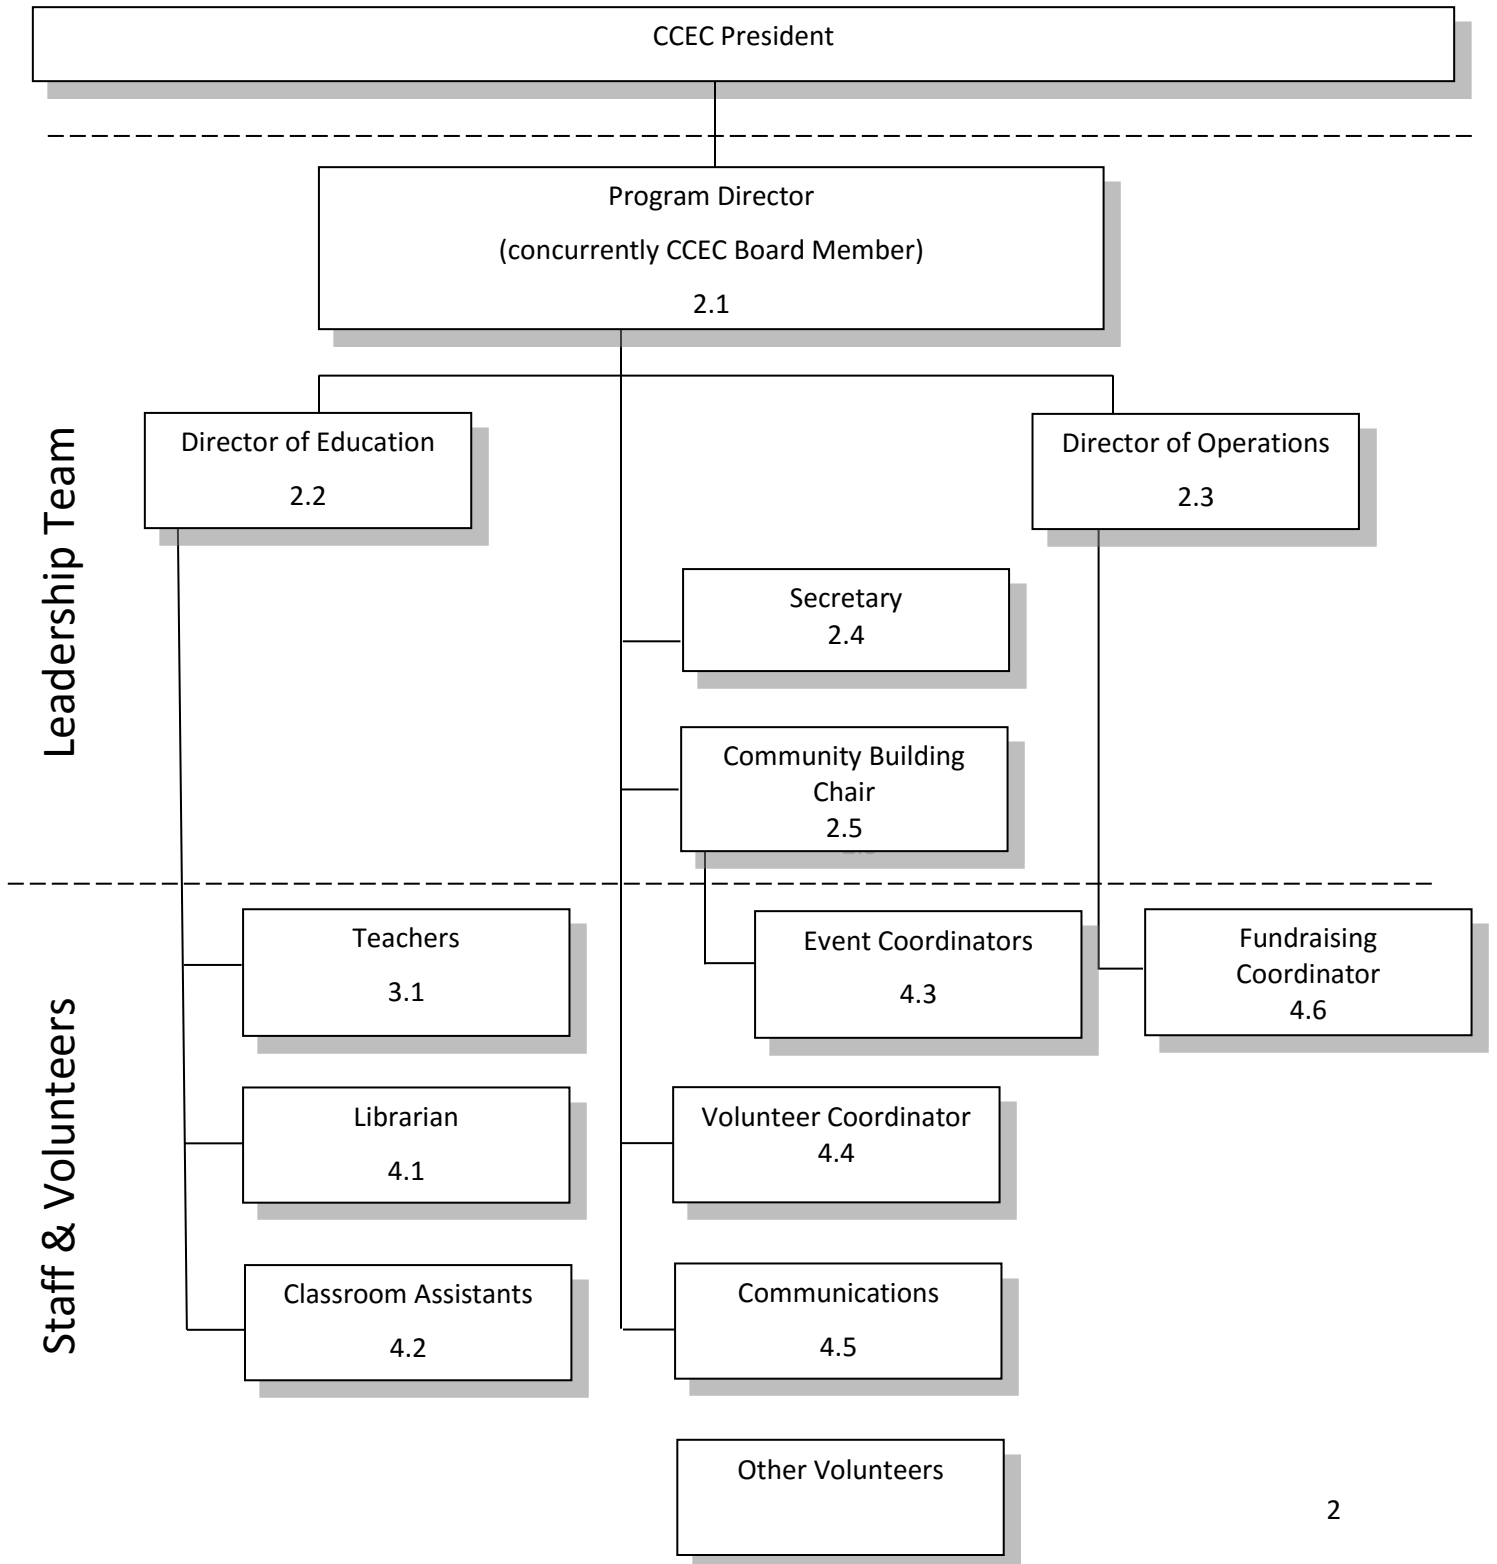 CCEC President
Program Director
(concurrently CCEC Board Member)
2.1
Leadership Team
Director of Education
2.2
Director of Operations
2.3
Secretary
2.4
Community Building
Chair
2.5
Staff & Volunteers
Teachers
3.1
Event Coordinators
4.3
Fundraising
Coordinator
4.6
Librarian
4.1
Volunteer Coordinator
4.4
Classroom Assistants
4.2
Communications
4.5
Other Volunteers
2